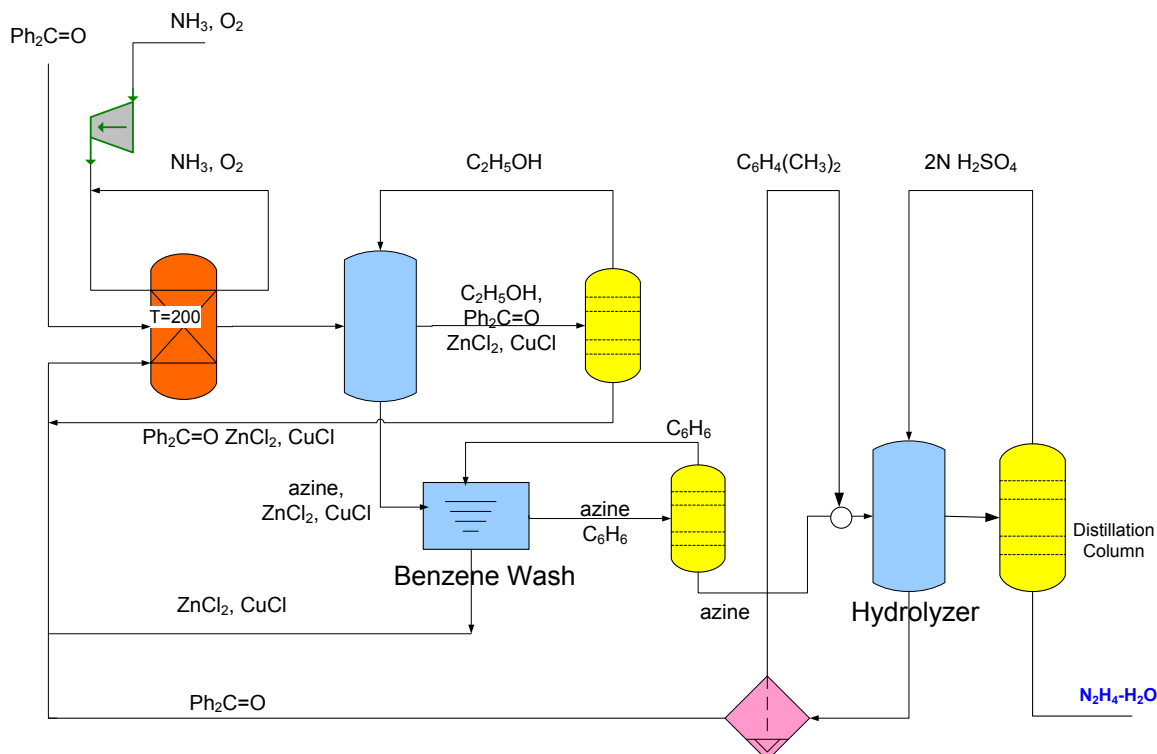 NH₃, O₂
Ph₂C=O
NH₃, O₂
C₂H₅OH
C₆H₄(CH₃)₂
2N H₂SO₄
T=200
C₂H₅OH,
Ph₂C=O
ZnCl₂, CuCl
Ph₂C=O ZnCl₂, CuCl
C₆H₆
azine,
ZnCl₂, CuCl
azine
C₆H₆
Distillation
Column
Benzene Wash
azine
Hydrolyzer
ZnCl₂, CuCl
Ph₂C=O
N₂H₄-H₂O